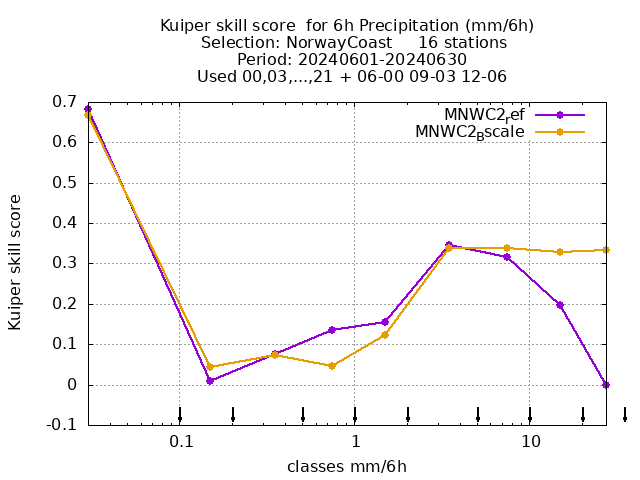 Kuiper skill score  for 6h Precipitation (mm/6h)
Selection: NorwayCoast     16 stations
Period: 20240601-20240630
Used 00,03,...,21 + 06-00 09-03 12-06
MNWC2ref
MNWC2Bscale
0.7
0.6
0.5
0.4
0.3
0.2
0.1
0
-0.1
Kuiper skill score
0.1
1
10
classes mm/6h